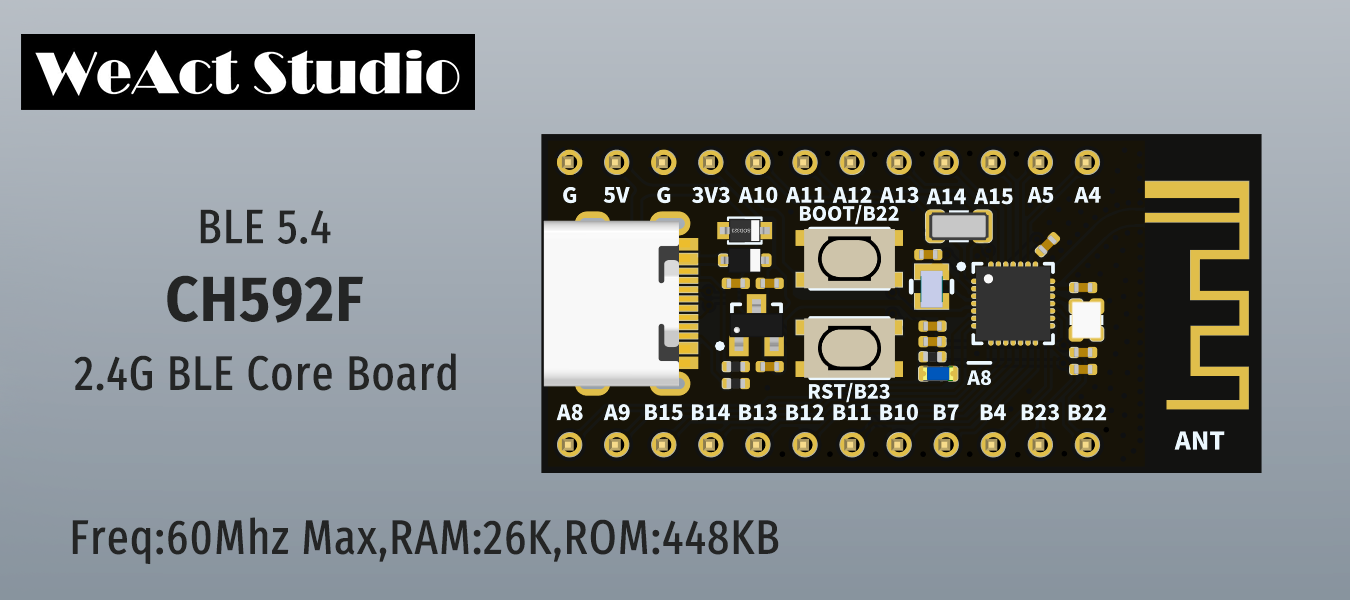 WeAct Studio
BLE 5.4
CH592F
2.4G BLE Core Board
Freq:60Mhz Max,RAM:26K,ROM:448KB
G 5V G 3V3 A10 A11 A12 A13 A14 A15 A5 A4
BOOT/B22
RST/B23
A8
A8 A9 B15 B14 B13 B12 B11 B10 B7 B4 B23 B22
ANT